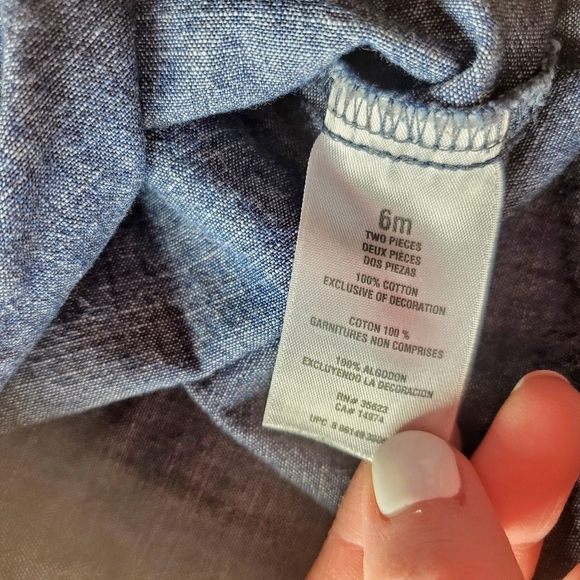 6m
TWO PIECES
DEUX PIÈCES
DOS PIEZAS
100% COTTON
EXCLUSIVE OF DECORATION
COTON 100 %
GARNITURES NON COMPRISES
100% ALGODON
EXCLUYENDO LA DECORACION
RN# 35623
CA# 14974
UPC